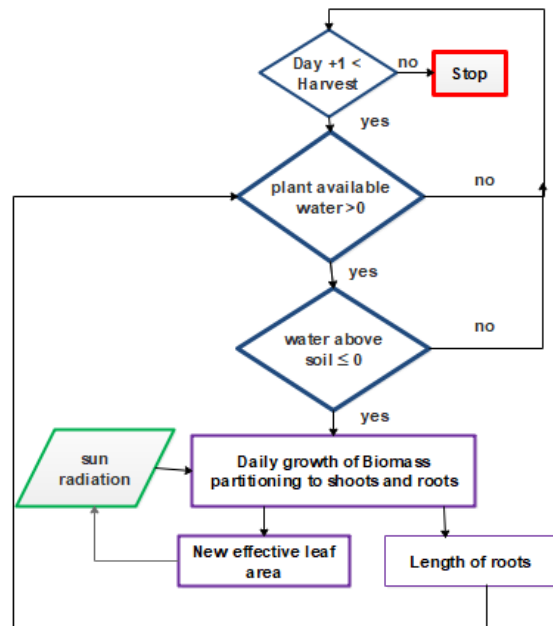 Day +1 <
Harvest
no
Stop
yes
plant available
water >0
no
yes
water above
soil ≤ 0
no
yes
sun
radiation
Daily growth of Biomass
partitioning to shoots and roots
New effective leaf
area
Length of roots